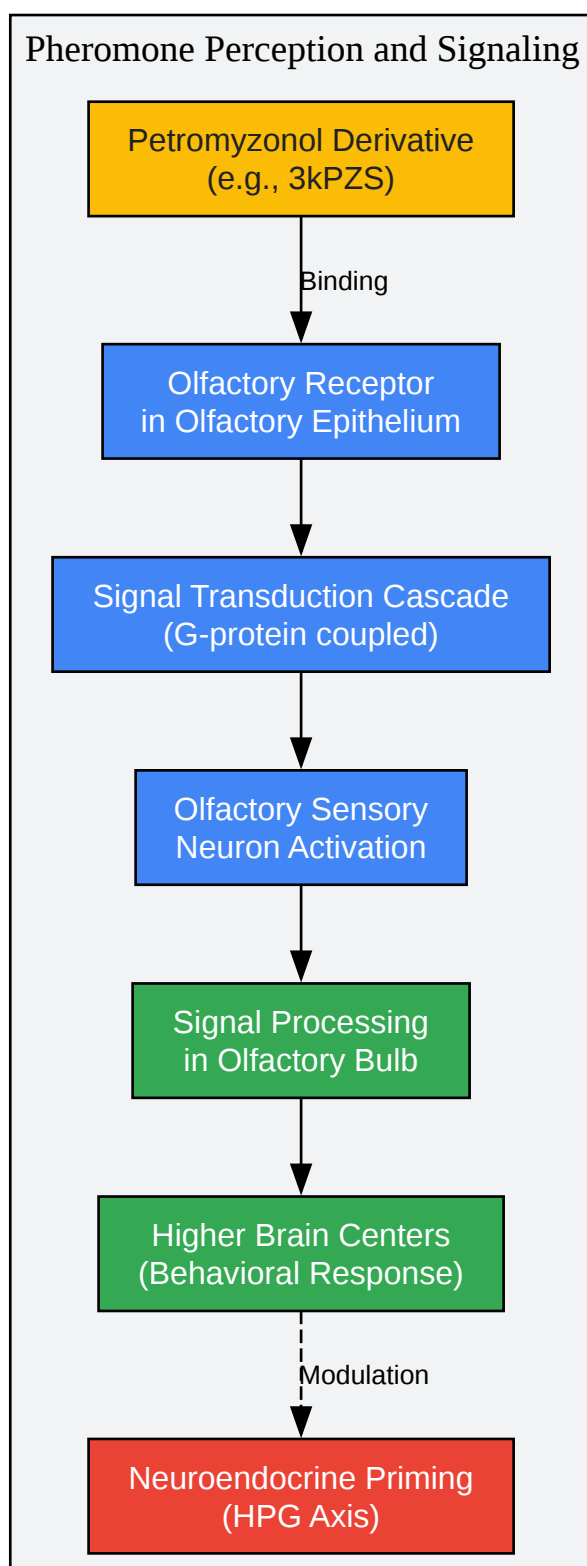 Pheromone Perception and Signaling
Petromyzonol Derivative
(e.g., 3kPZS)
Binding
Olfactory Receptor
in Olfactory Epithelium
Signal Transduction Cascade
(G-protein coupled)
Olfactory Sensory
Neuron Activation
Signal Processing
in Olfactory Bulb
Higher Brain Centers
(Behavioral Response)
Modulation
Neuroendocrine Priming
(HPG Axis)